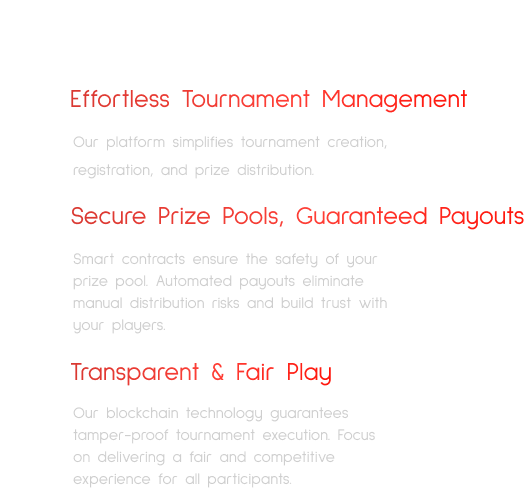 Effortless Tournament Management
Our platform simplifies tournament creation,
registration, and prize distribution.
Secure Prize Pools, Guaranteed Payouts
Smart contracts ensure the safety of your
prize pool. Automated payouts eliminate
manual distribution risks and build trust with
your players.
Transparent & Fair Play
Our blockchain technology guarantees
tamper-proof tournament execution. Focus
on delivering a fair and competitive
experience for all participants.